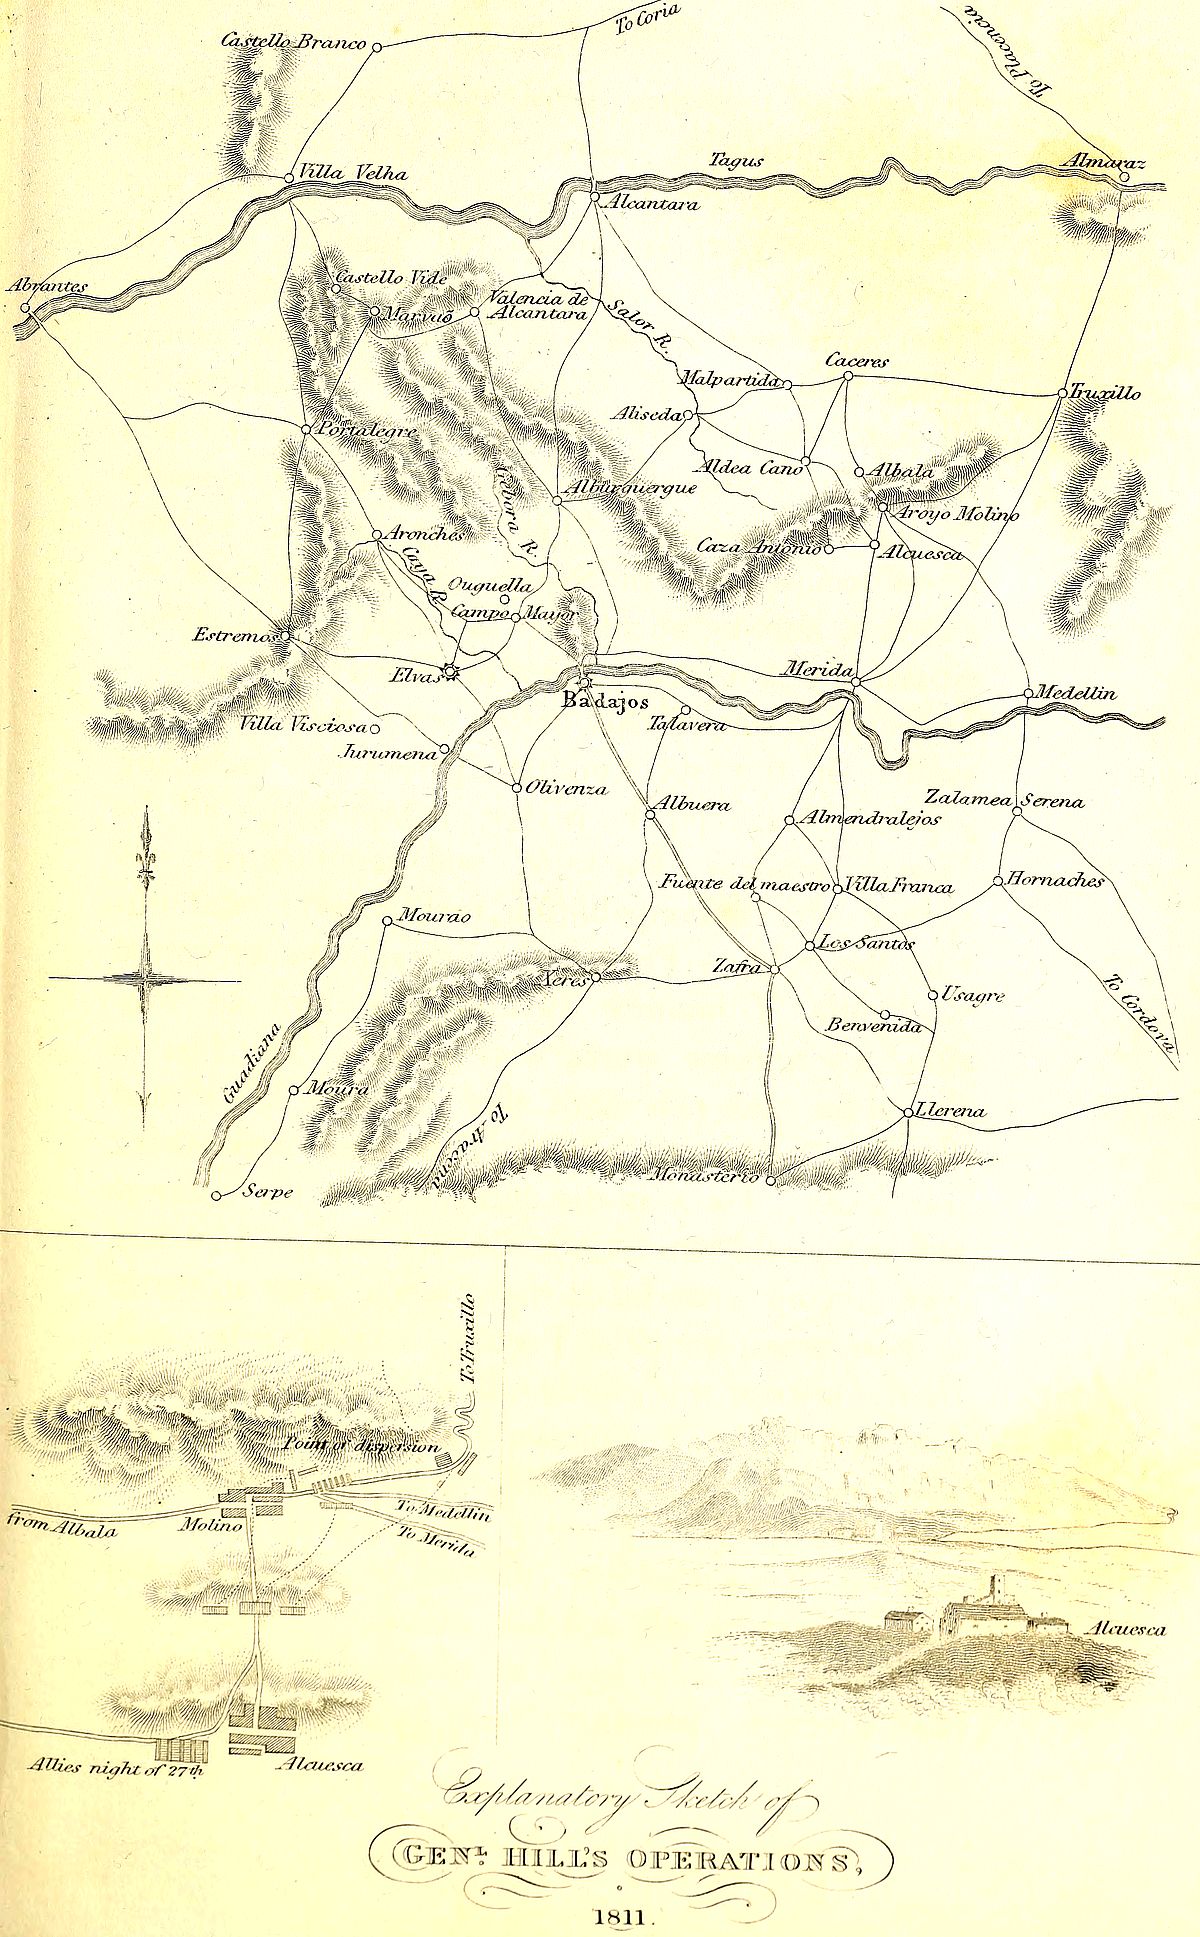 To Coria
To Placencia
Castello Branco
Villa Velha
Tagus
Almaraz
Alcantara
Abrantes
Castello Vide
Marvaõ
Valencia de
Alcantara
Salor R.
Malpartida
Caceres
Truxillo
Aliseda
Portalegre
Aldea Cano
Albala
Alburquerque
Gebora R.
Aroyo Molino
Aronches
Caya R.
Caza Antonio
Alcuesca
Ouguella
Campo Mayor
Estremos
Elvas
Merida
Medellin
Badajos
Talavera
Villa Visciosa
Jurumena
Olivenza
Albuera
Almendralejos
Zalamea Serena
Fuente del maestro
Villa Franca
Hornaches
Mourao
Los Santos
Zafra
Xeres
Usagre
Benvenida
To Cordova
Guadiana
Moura
Llerena
To Aracena
Monasterio
Serpe
To Truxillo
Point of dispersion
from Albala
Molino
To Medellin
To Merida
Alcuesca
Allies night of 27th
Alcuesca
Explanatory Sketch of
GENL. HILL'S OPERATIONS,
1811.